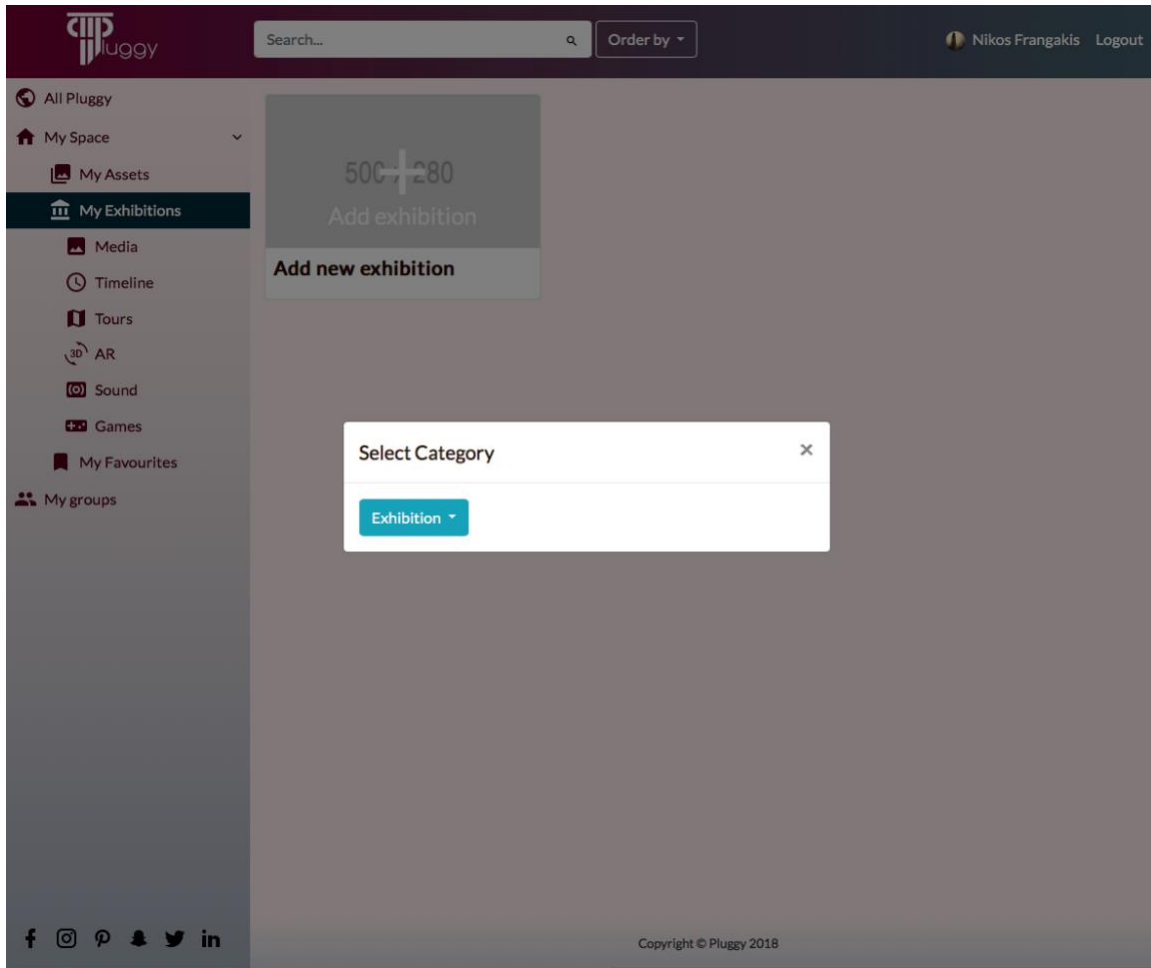 Pluggy
Search...
Order by
Nikos Frangakis
Logout
All Pluggy
My Space
My Assets
My Exhibitions
Media
Timeline
Tours
3D
AR
Sound
Games
My Favourites
My groups
Add exhibition
Add new exhibition
Select Category
×
Exhibition
Copyright © Pluggy 2018